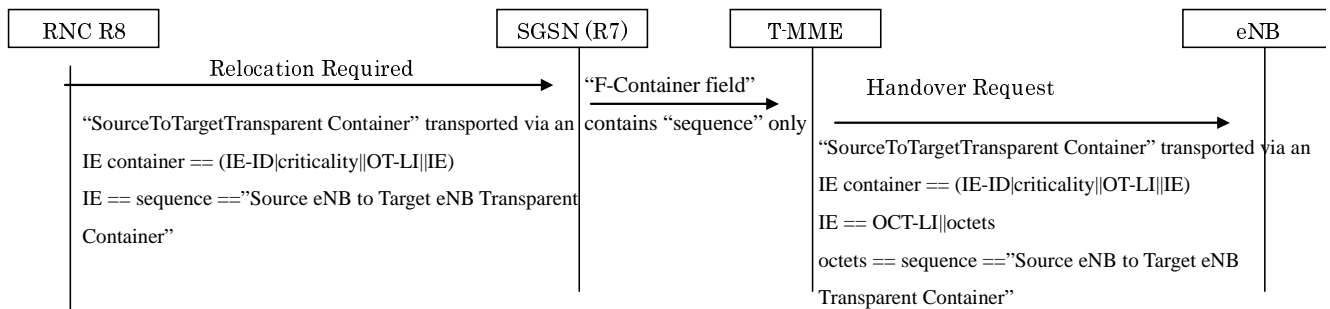 RNC R8
SGSN (R7)
T-MME
eNB
Relocation Required
“SourceToTargetTransparent Container” transported via an
IE container == (IE-ID|criticality||OT-LI||IE)
IE == sequence ==”Source eNB to Target eNB Transparent
Container”
“F-Container field”
contains “sequence” only
Handover Request
“SourceToTargetTransparent Container” transported via an
IE container == (IE-ID|criticality||OT-LI||IE)
IE == OCT-LI||octets
octets == sequence ==”Source eNB to Target eNB
Transparent Container”